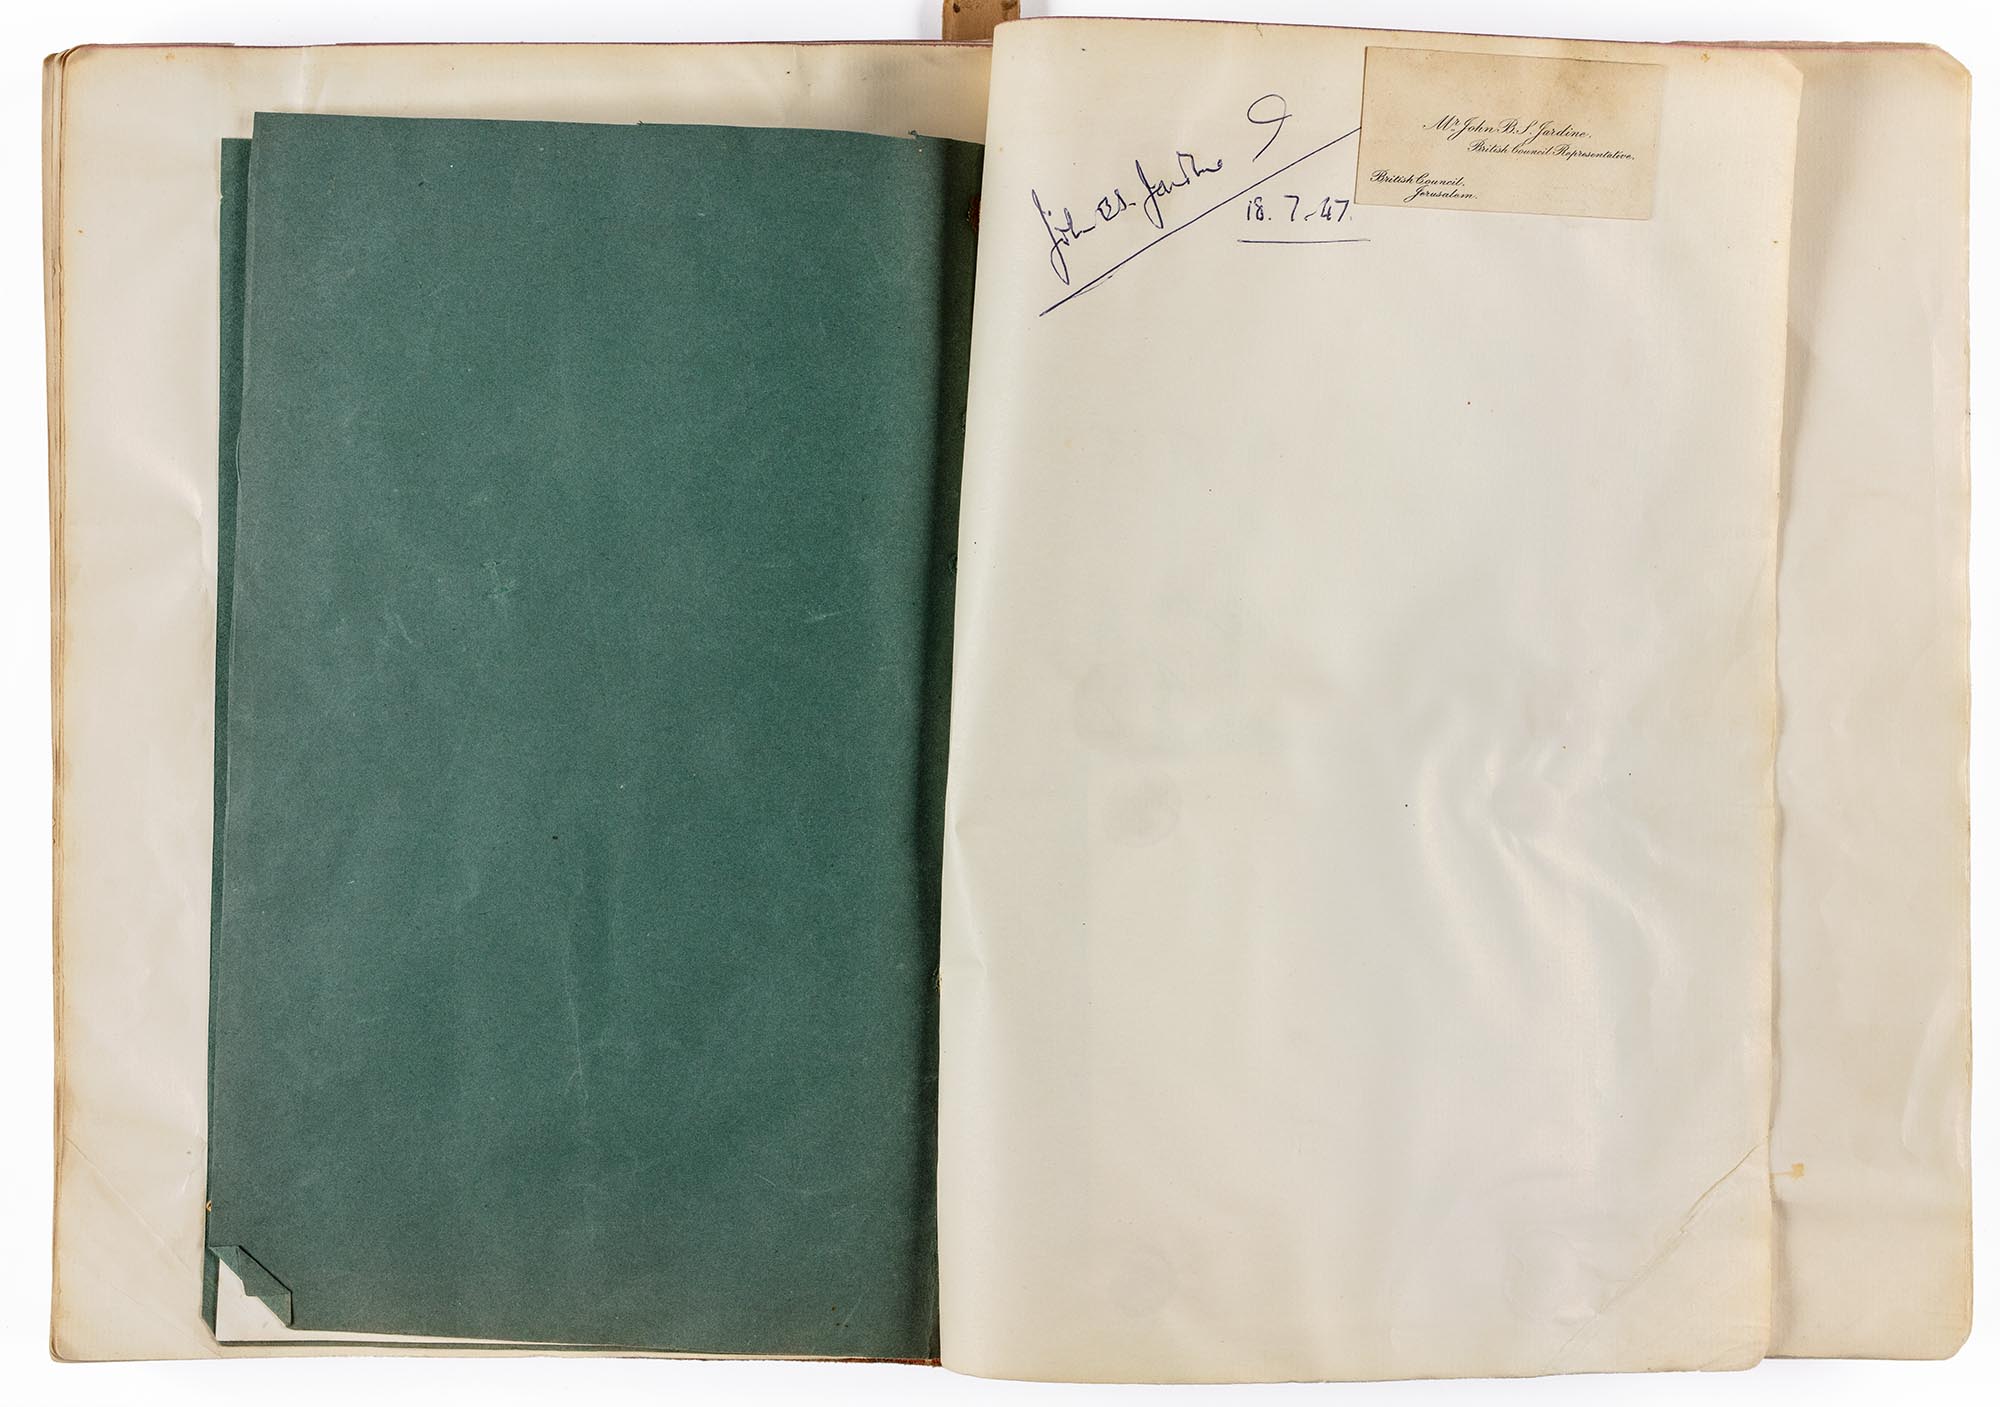 John B.S. Jardine
18.7-47.
Mr. John B.S. Jardine.
British Council Representative.
British Council.
Jerusalem.